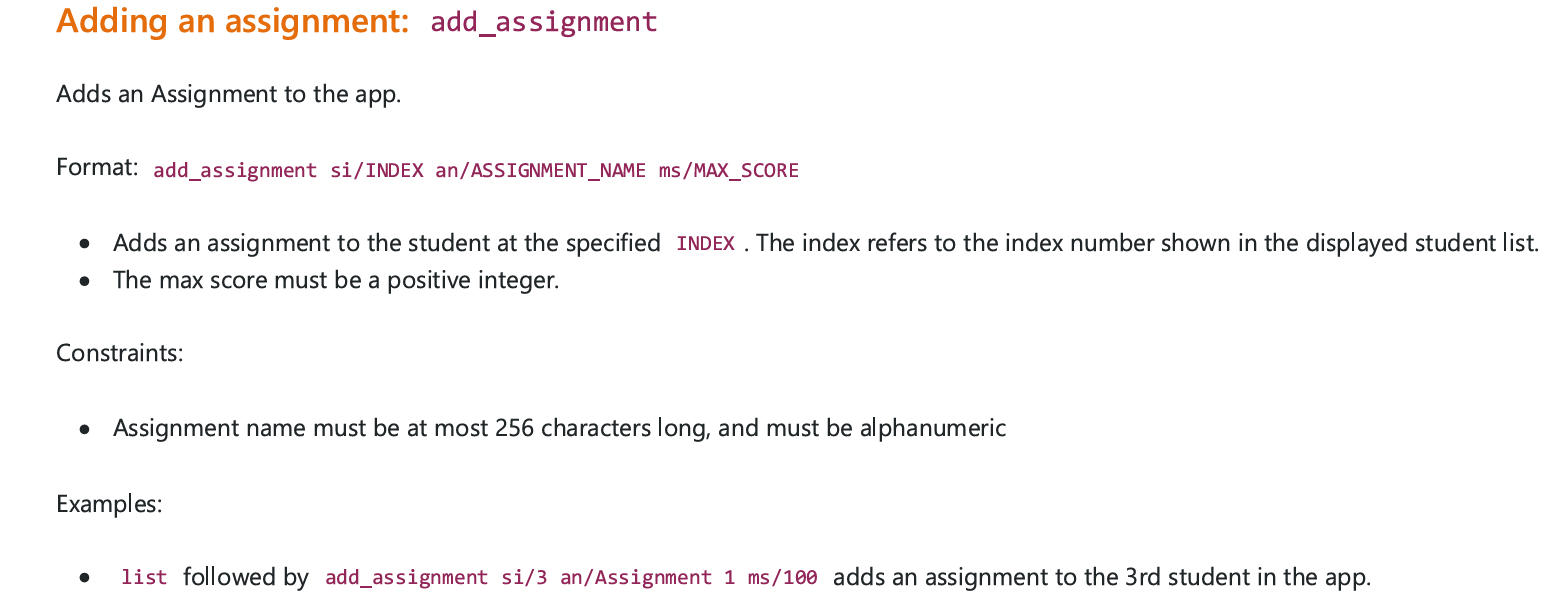 Adding an assignment: add_assignment
Adds an Assignment to the app.
Format: add_assignment si/INDEX an/ASSIGNMENT_NAME ms/MAX_SCORE
• Adds an assignment to the student at the specified INDEX . The index refers to the index number shown in the displayed student list.
• The max score must be a positive integer.
Constraints:
• Assignment name must be at most 256 characters long, and must be alphanumeric
Examples:
• list followed by add_assignment si/3 an/Assignment 1 ms/100 adds an assignment to the 3rd student in the app.